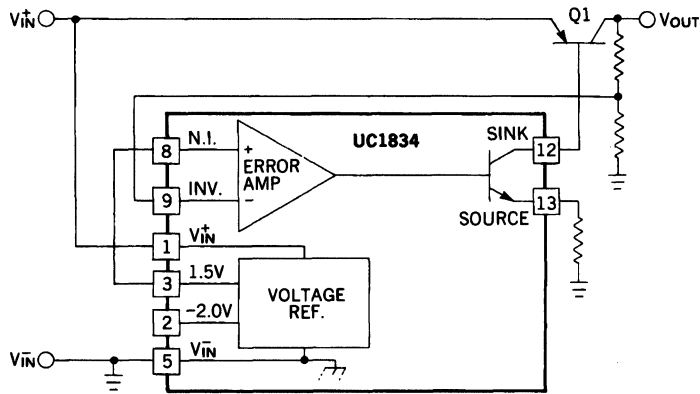 V+IN
Q1
VOUT
UC1834
8
N.I.
+
ERROR
AMP
SINK
12
9
INV.
−
SOURCE
13
1
V+IN
3
1.5V
VOLTAGE
REF.
2
−2.0V
V−IN
5
V−IN